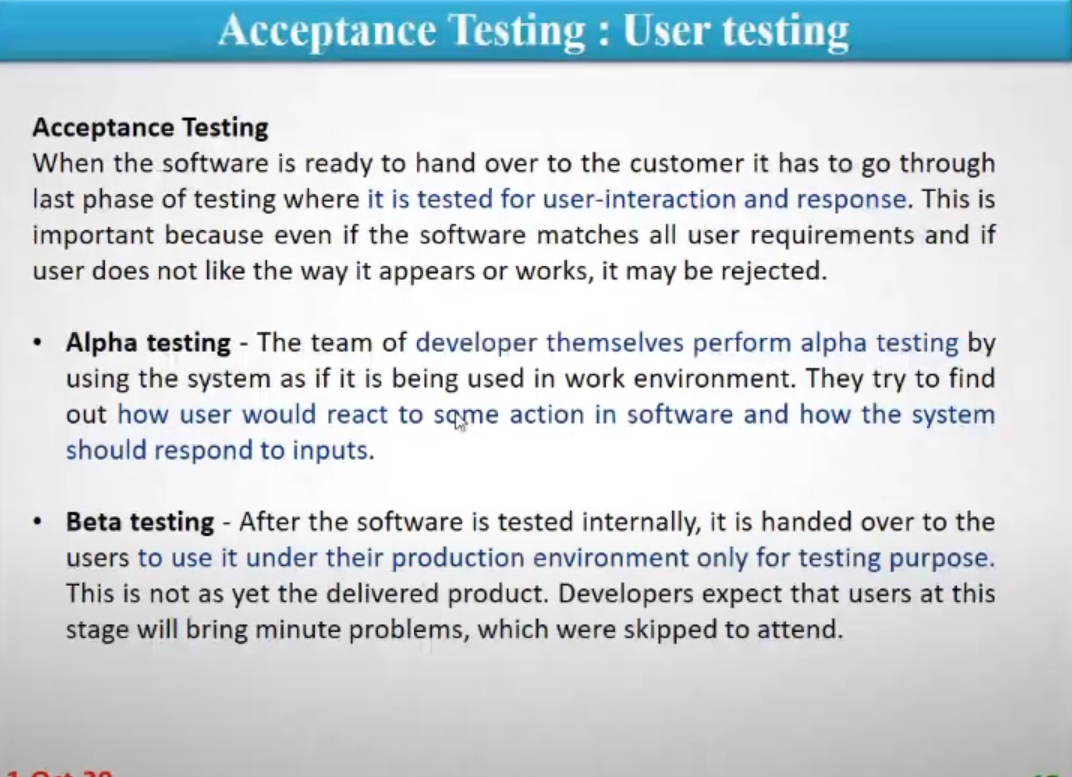 Acceptance Testing : User testing
Acceptance Testing
When the software is ready to hand over to the customer it has to go through
last phase of testing where it is tested for user-interaction and response. This is
important because even if the software matches all user requirements and if
user does not like the way it appears or works, it may be rejected.
• Alpha testing - The team of developer themselves perform alpha testing by
using the system as if it is being used in work environment. They try to find
out how user would react to some action in software and how the system
should respond to inputs.
• Beta testing - After the software is tested internally, it is handed over to the
users to use it under their production environment only for testing purpose.
This is not as yet the delivered product. Developers expect that users at this
stage will bring minute problems, which were skipped to attend.